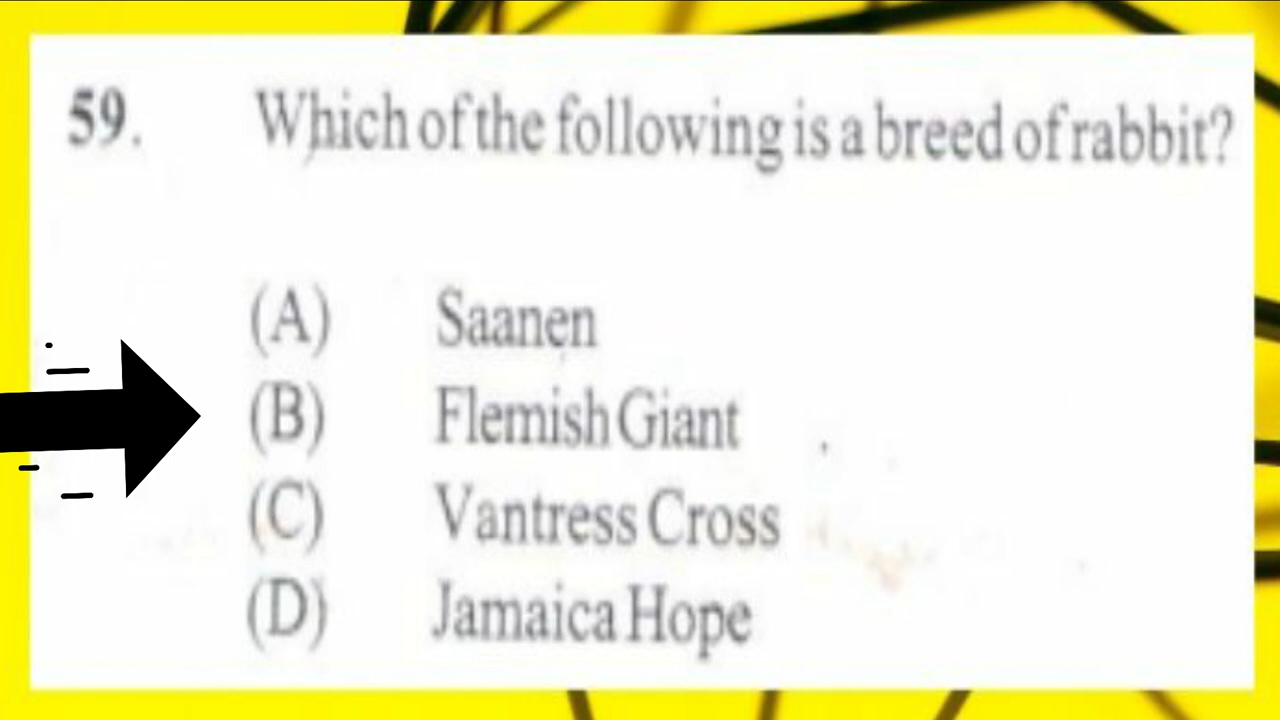 59. Which of the following is a breed of rabbit?
(A) Saanen
(B) Flemish Giant
(C) Vantress Cross
(D) Jamaica Hope